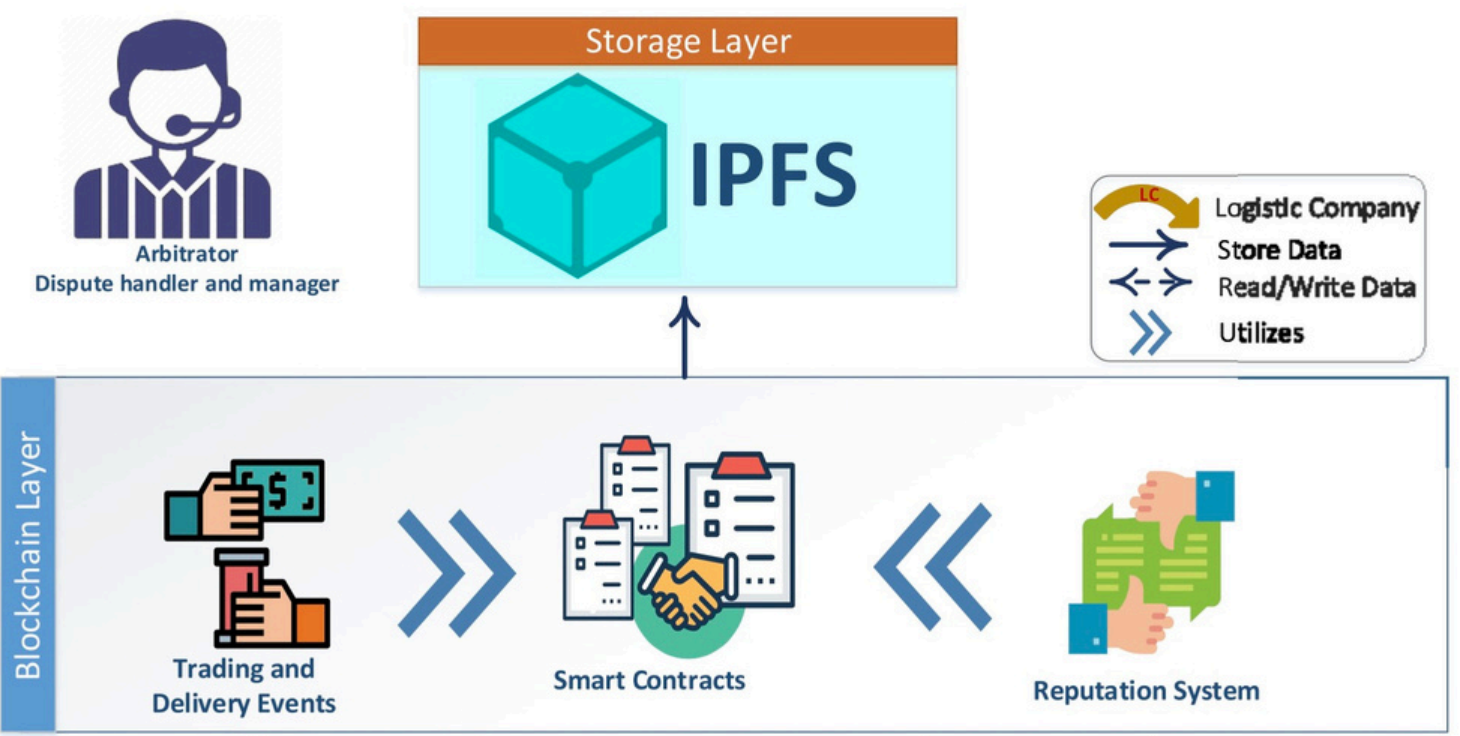 Storage Layer
IPFS
Arbitrator
Dispute handler and manager
LC
Logistic Company
Store Data
Read/Write Data
Utilizes
Blockchain Layer
$
Trading and
Delivery Events
Smart Contracts
Reputation System